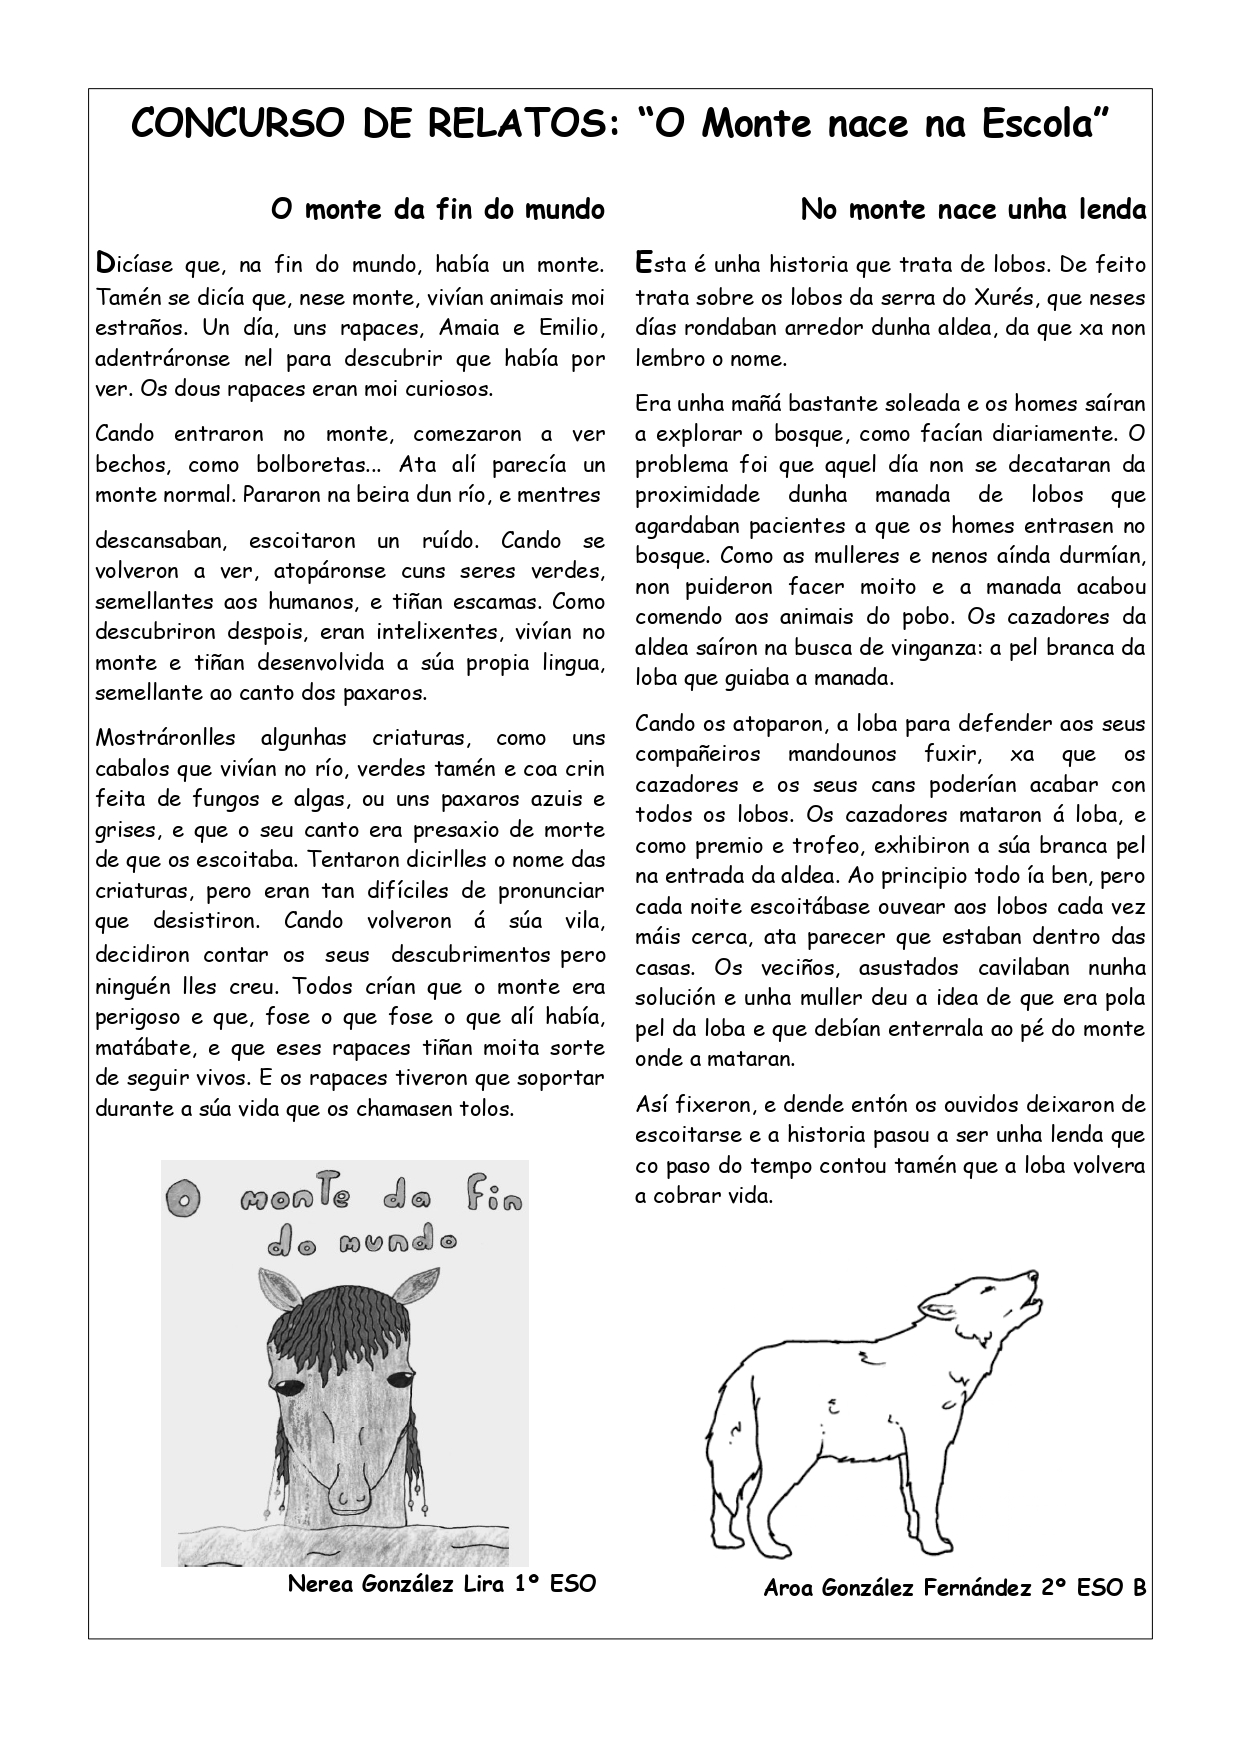 CONCURSO DE RELATOS: “O Monte nace na Escola”
O monte da fin do mundo
Dicíase que, na fin do mundo, había un monte.
Tamén se dicía que, nese monte, vivían animais moi
estraños. Un día, uns rapaces, Amaia e Emilio,
adentráronse nel para descubrir que había por
ver. Os dous rapaces eran moi curiosos.
Cando entraron no monte, comezaron a ver
bechos, como bolboretas... Ata alí parecía un
monte normal. Pararon na beira dun río, e mentres
descansaban, escoitaron un ruído. Cando se
volveron a ver, atopáronse cuns seres verdes,
semellantes aos humanos, e tiñan escamas. Como
descubriron despois, eran intelixentes, vivían no
monte e tiñan desenvolvida a súa propia lingua,
semellante ao canto dos paxaros.
Mostráronlles algunhas criaturas, como uns
cabalos que vivían no río, verdes tamén e coa crin
feita de fungos e algas, ou uns paxaros azuis e
grises, e que o seu canto era presaxio de morte
de que os escoitaba. Tentaron dicirlles o nome das
criaturas, pero eran tan difíciles de pronunciar
que desistiron. Cando volveron á súa vila,
decidiron contar os seus descubrimentos pero
ninguén lles creu. Todos crían que o monte era
perigoso e que, fose o que fose o que alí había,
matábate, e que eses rapaces tiñan moita sorte
de seguir vivos. E os rapaces tiveron que soportar
durante a súa vida que os chamasen tolos.
O monte da fin
do mundo
Nerea González Lira 1º ESO
No monte nace unha lenda
Esta é unha historia que trata de lobos. De feito
trata sobre os lobos da serra do Xurés, que neses
días rondaban arredor dunha aldea, da que xa non
lembro o nome.
Era unha mañá bastante soleada e os homes saíran
a explorar o bosque, como facían diariamente. O
problema foi que aquel día non se decataran da
proximidade dunha manada de lobos que
agardaban pacientes a que os homes entrasen no
bosque. Como as mulleres e nenos aínda durmían,
non puideron facer moito e a manada acabou
comendo aos animais do pobo. Os cazadores da
aldea saíron na busca de vinganza: a pel branca da
loba que guiaba a manada.
Cando os atoparon, a loba para defender aos seus
compañeiros mandounos fuxir, xa que os
cazadores e os seus cans poderían acabar con
todos os lobos. Os cazadores mataron á loba, e
como premio e trofeo, exhibiron a súa branca pel
na entrada da aldea. Ao principio todo ía ben, pero
cada noite escoitábase ouvear aos lobos cada vez
máis cerca, ata parecer que estaban dentro das
casas. Os veciños, asustados cavilaban nunha
solución e unha muller deu a idea de que era pola
pel da loba e que debían enterrala ao pé do monte
onde a mataran.
Así fixeron, e dende entón os ouvidos deixaron de
escoitarse e a historia pasou a ser unha lenda que
co paso do tempo contou tamén que a loba volvera
a cobrar vida.
Aroa González Fernández 2º ESO B